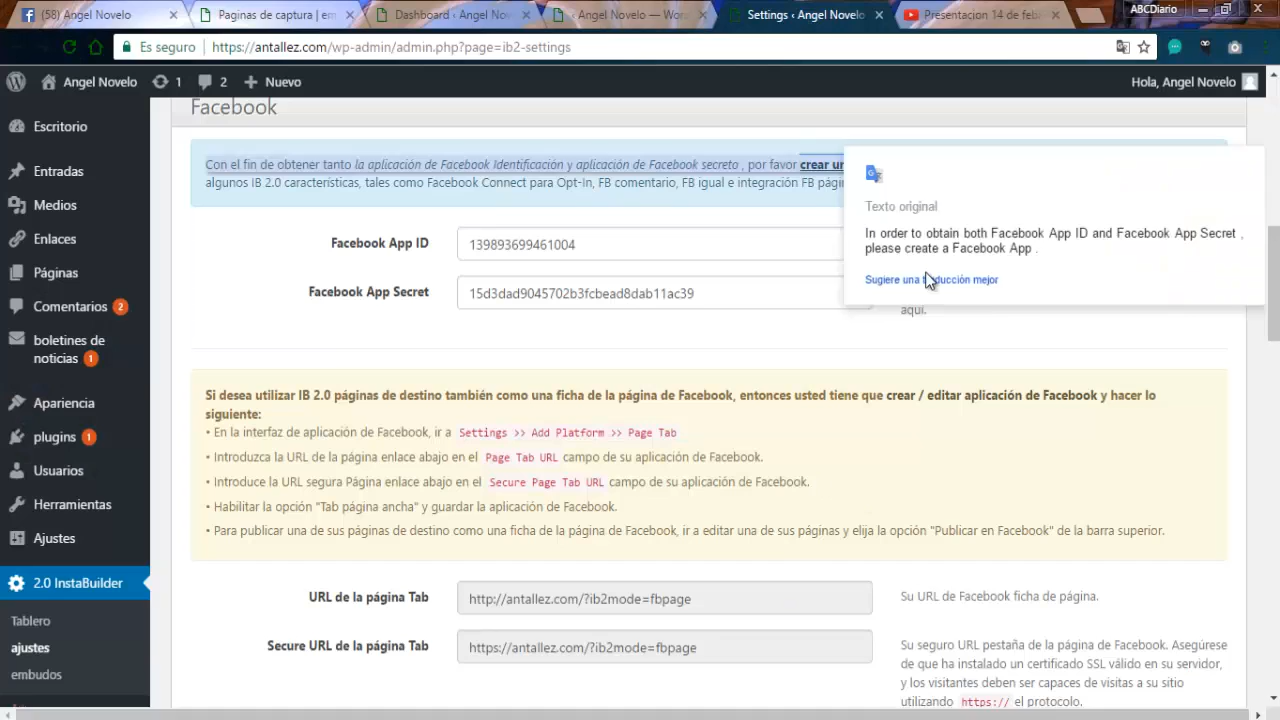 (58) Angel Novelo
Paginas de captura | em
Dashboard ‹ Angel Nov
‹ Angel Novelo — Wor
Settings ‹ Angel Novelo
Presentacion 14 de feb
ABCDiario
Es seguro
https://antallez.com/wp-admin/admin.php?page=ib2-settings
Angel Novelo
1
2
Nuevo
Hola, Angel Novelo
Escritorio
Entradas
Medios
Enlaces
Páginas
Comentarios 2
boletines de
noticias 1
Apariencia
plugins 1
Usuarios
Herramientas
Ajustes
2.0 InstaBuilder
Tablero
ajustes
embudos
Facebook
Con el fin de obtener tanto la aplicación de Facebook Identificación y aplicación de Facebook secreto , por favor crear un
algunos IB 2.0 características, tales como Facebook Connect para Opt-In, FB comentario, FB igual e integración FB pági
Texto original
In order to obtain both Facebook App ID and Facebook App Secret ,
please create a Facebook App .
Sugiere una traducción mejor
Facebook App ID
139893699461004
Facebook App Secret
15d3dad9045702b3fcbead8dab11ac39
aquí.
Si desea utilizar IB 2.0 páginas de destino también como una ficha de la página de Facebook, entonces usted tiene que crear / editar aplicación de Facebook y hacer lo
siguiente:
• En la interfaz de aplicación de Facebook, ir a Settings >> Add Platform >> Page Tab
• Introduzca la URL de la página enlace abajo en el Page Tab URL campo de su aplicación de Facebook.
• Introduce la URL segura Página enlace abajo en el Secure Page Tab URL campo de su aplicación de Facebook.
• Habilitar la opción "Tab página ancha" y guardar la aplicación de Facebook.
• Para publicar una de sus páginas de destino como una ficha de la página de Facebook, ir a editar una de sus páginas y elija la opción "Publicar en Facebook" de la barra superior.
URL de la página Tab
http://antallez.com/?ib2mode=fbpage
Su URL de Facebook ficha de página.
Secure URL de la página Tab
https://antallez.com/?ib2mode=fbpage
Su seguro URL pestaña de la página de Facebook. Asegúrese
de que ha instalado un certificado SSL válido en su servidor,
y los visitantes deben ser capaces de visitas a su sitio
utilizando https:// el protocolo.